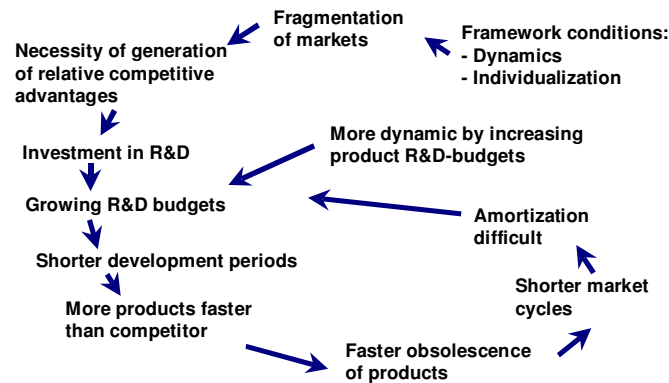 Fragmentation
of markets
Framework conditions:
- Dynamics
- Individualization
Necessity of generation
of relative competitive
advantages
More dynamic by increasing
product R&D-budgets
Investment in R&D
Growing R&D budgets
Amortization
difficult
Shorter development periods
Shorter market
cycles
More products faster
than competitor
Faster obsolescence
of products